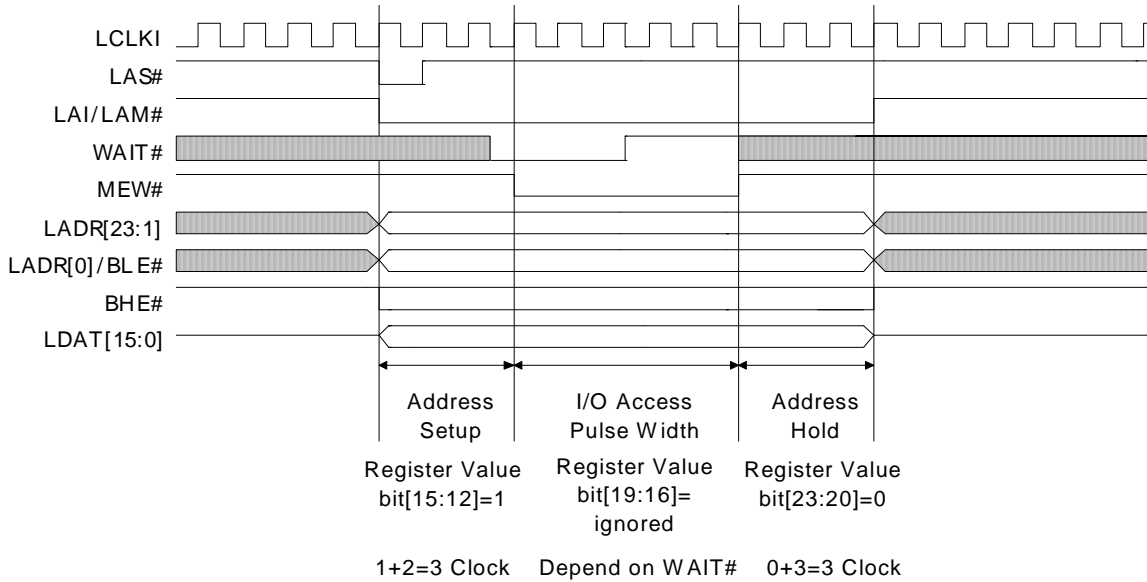 LCLKI
LAS#
LAI/LAM#
WAIT#
MEW#
LADR[23:1]
LADR[0]/BLE#
BHE#
LDAT[15:0]
Address Setup
I/O Access Pulse Width
Address Hold
Register Value bit[15:12]=1
Register Value bit[19:16]= ignored
Register Value bit[23:20]=0
1+2=3 Clock
Depend on WAIT#
0+3=3 Clock